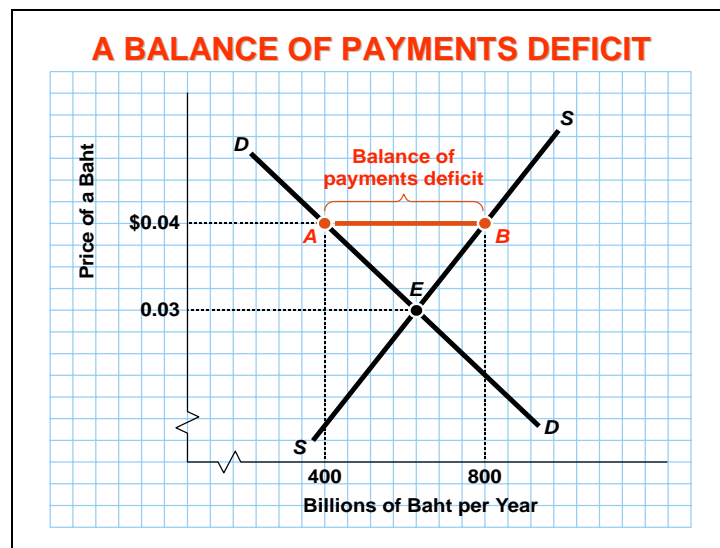 A BALANCE OF PAYMENTS DEFICIT
S
D
Balance of
payments deficit
Price of a Baht
$0.04
A
B
E
0.03
D
S
400
800
Billions of Baht per Year